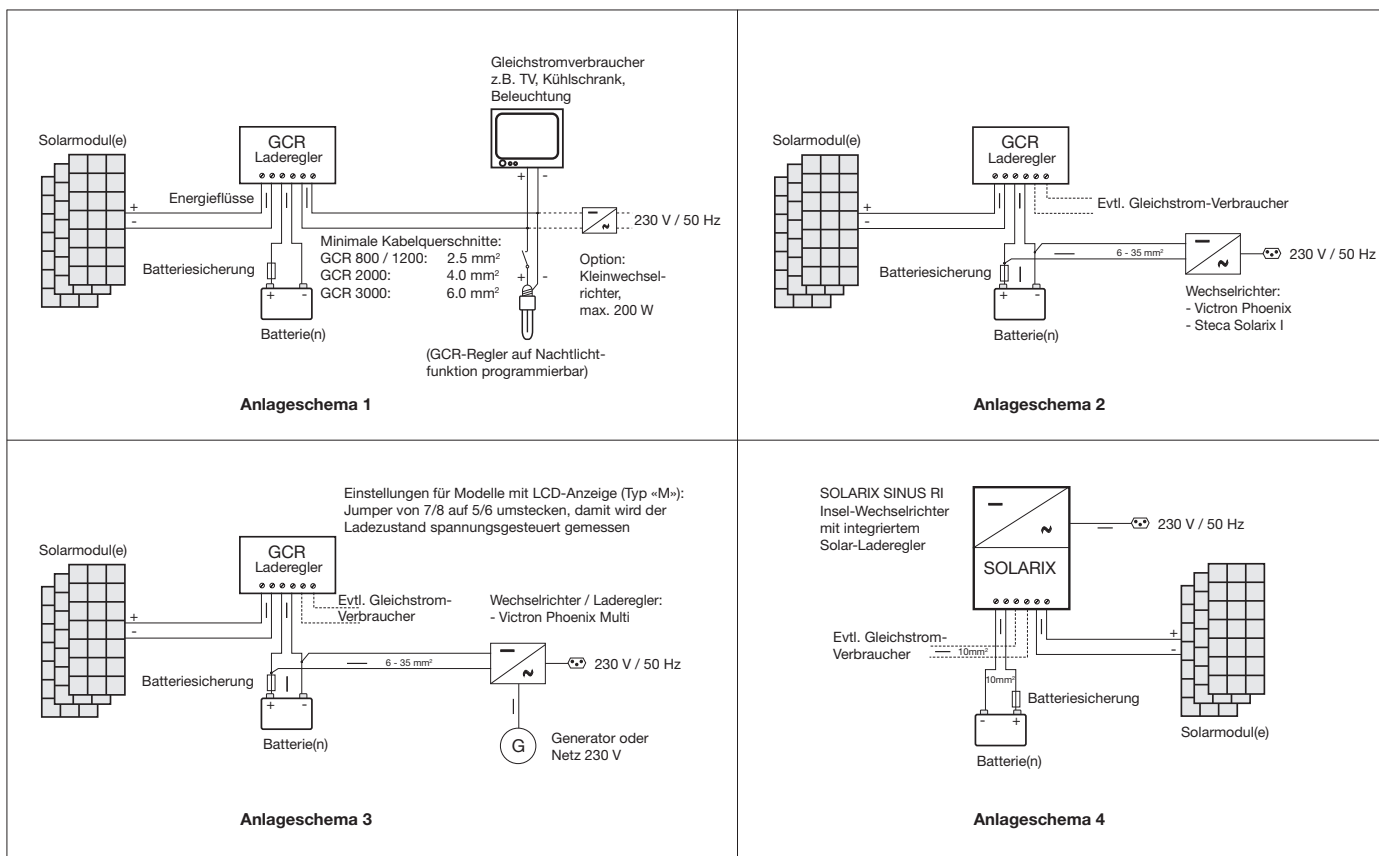 Gleichstromverbraucher
z.B. TV, Kühlschrank,
Beleuchtung
Solarmodul(e)
GCR
Laderegler
+ -
Energieflüsse
+
-
230 V / 50 Hz
Minimale Kabelquerschnitte:
GCR 800 / 1200: 2.5 mm²
GCR 2000: 4.0 mm²
GCR 3000: 6.0 mm²
Batteriesicherung
+ -
Option:
Kleinwechsel-
richter,
max. 200 W
+ -
Batterie(n)
(GCR-Regler auf Nachtlicht-
funktion programmierbar)
Anlageschema 1
Solarmodul(e)
GCR
Laderegler
Evtl. Gleichstrom-Verbraucher
+
-
6 - 35 mm²
230 V / 50 Hz
Batteriesicherung
+ -
Batterie(n)
Wechselrichter:
- Victron Phoenix
- Steca Solarix I
Anlageschema 2
Einstellungen für Modelle mit LCD-Anzeige (Typ «M»):
Jumper von 7/8 auf 5/6 umstecken, damit wird der
Ladezustand spannungsgesteuert gemessen
Solarmodul(e)
GCR
Laderegler
Evtl. Gleichstrom-
Verbraucher
+
-
Wechselrichter / Laderegler:
- Victron Phoenix Multi
6 - 35 mm²
230 V / 50 Hz
Batteriesicherung
+ -
Batterie(n)
G
Generator oder
Netz 230 V
Anlageschema 3
SOLARIX SINUS RI
Insel-Wechselrichter
mit integriertem
Solar-Laderegler
230 V / 50 Hz
SOLARIX
Evtl. Gleichstrom-
Verbraucher
10mm²
+
-
10mm²
Batteriesicherung
- +
Batterie(n)
Solarmodul(e)
Anlageschema 4